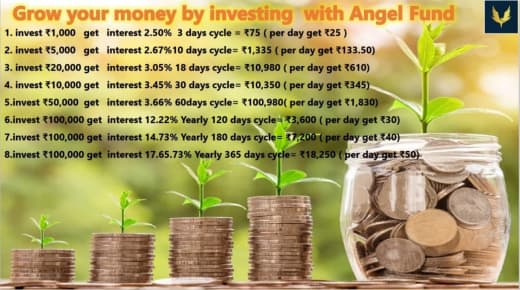 Grow your money by investing with Angel Fund
1. invest ₹1,000 get interest 2.50% 3 days cycle = ₹75 ( per day get ₹25 )
2. invest ₹5,000 get interest 2.67%10 days cycle= ₹1,335 ( per day get ₹133.50)
3. invest ₹20,000 get interest 3.05% 18 days cycle= ₹10,980 ( per day get ₹610)
4. invest ₹10,000 get interest 3.45% 30 days cycle= ₹10,350 ( per day get ₹345)
5.invest ₹50,000 get interest 3.66% 60days cycle= ₹100,980( per day get ₹1,830)
6.invest ₹100,000 get interest 12.22% Yearly 120 days cycle= ₹3,600 ( per day get ₹30)
7.invest ₹100,000 get interest 14.73% Yearly 180 days cycle= ₹7,200 ( per day get ₹40)
8.invest ₹100,000 get interest 17.65.73% Yearly 365 days cycle= ₹18,250 ( per day get ₹50)